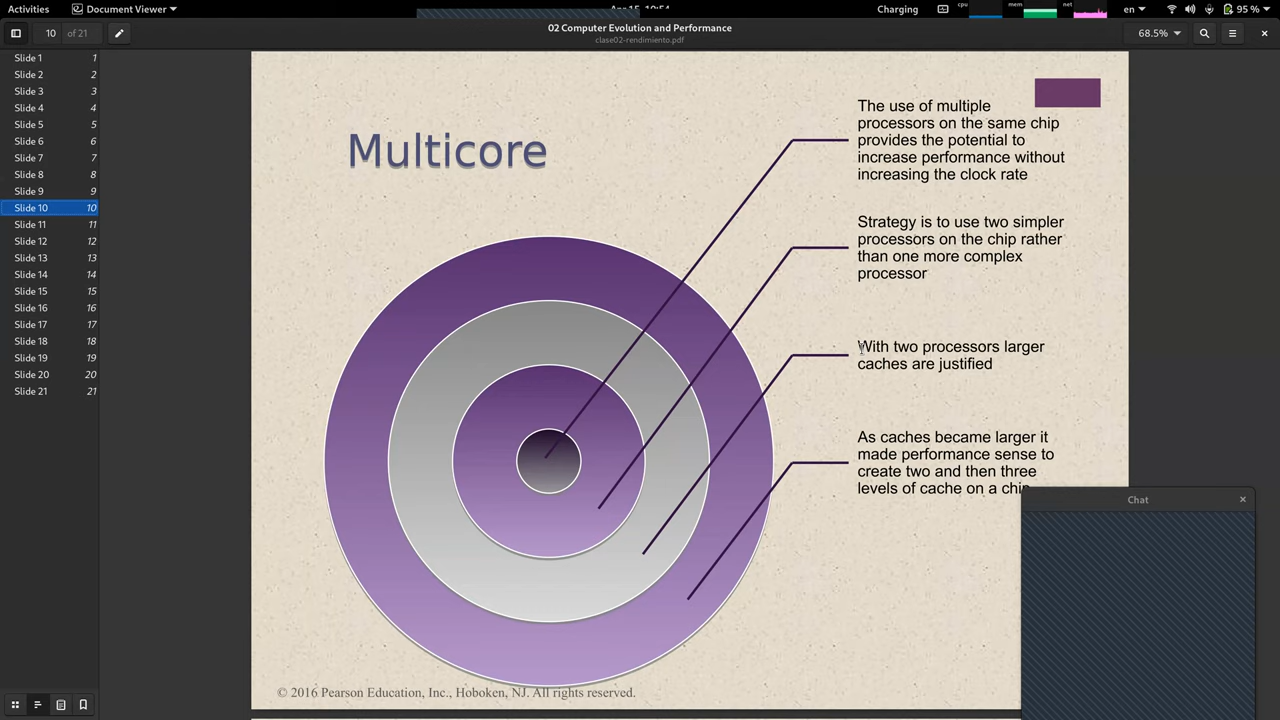 Activities
Document Viewer
Charging
cpu
mem
net
en
95 %
10 of 21
02 Computer Evolution and Performance
clase02-rendimiento.pdf
68.5%
Slide 1 1
Slide 2 2
Slide 3 3
Slide 4 4
Slide 5 5
Slide 6 6
Slide 7 7
Slide 8 8
Slide 9 9
Slide 10 10
Slide 11 11
Slide 12 12
Slide 13 13
Slide 14 14
Slide 15 15
Slide 16 16
Slide 17 17
Slide 18 18
Slide 19 19
Slide 20 20
Slide 21 21
Multicore
The use of multiple
processors on the same chip
provides the potential to
increase performance without
increasing the clock rate
Strategy is to use two simpler
processors on the chip rather
than one more complex
processor
With two processors larger
caches are justified
As caches became larger it
made performance sense to
create two and then three
levels of cache on a chip
Chat
© 2016 Pearson Education, Inc., Hoboken, NJ. All rights reserved.